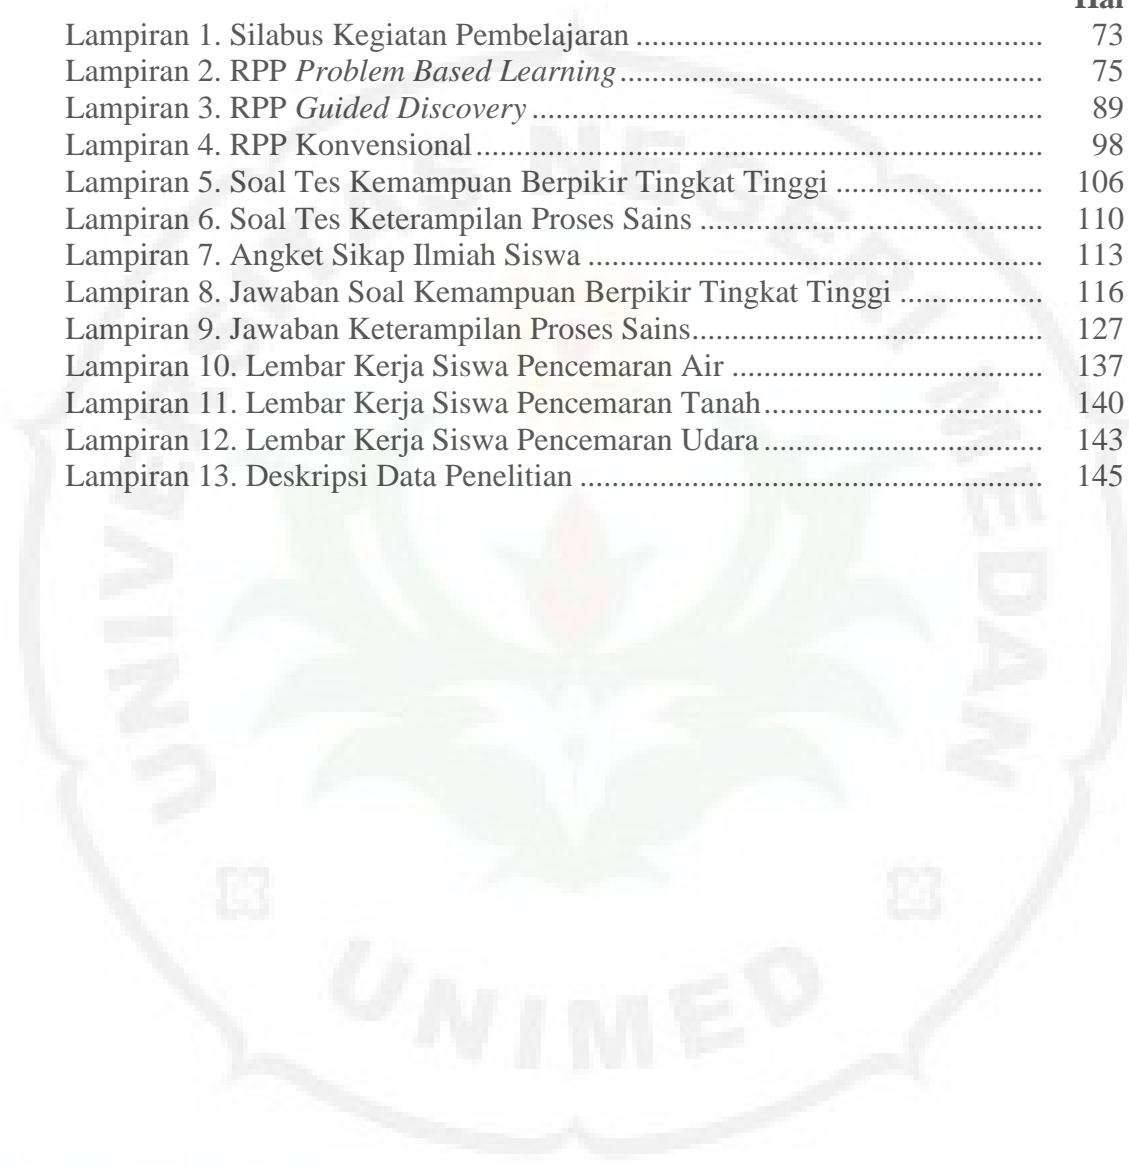 Hal
Lampiran 1. Silabus Kegiatan Pembelajaran ........................................................... 73
Lampiran 2. RPP Problem Based Learning ............................................................. 75
Lampiran 3. RPP Guided Discovery ......................................................................... 89
Lampiran 4. RPP Konvensional ................................................................................ 98
Lampiran 5. Soal Tes Kemampuan Berpikir Tingkat Tinggi .......................... 106
Lampiran 6. Soal Tes Keterampilan Proses Sains ............................................. 110
Lampiran 7. Angket Sikap Ilmiah Siswa .......................................................... 113
Lampiran 8. Jawaban Soal Kemampuan Berpikir Tingkat Tinggi .................. 116
Lampiran 9. Jawaban Keterampilan Proses Sains.............................................. 127
Lampiran 10. Lembar Kerja Siswa Pencemaran Air ........................................ 137
Lampiran 11. Lembar Kerja Siswa Pencemaran Tanah.................................... 140
Lampiran 12. Lembar Kerja Siswa Pencemaran Udara ................................... 143
Lampiran 13. Deskripsi Data Penelitian ........................................................... 145
UNIVERSITAS NEGERI MEDAN
UNIMED